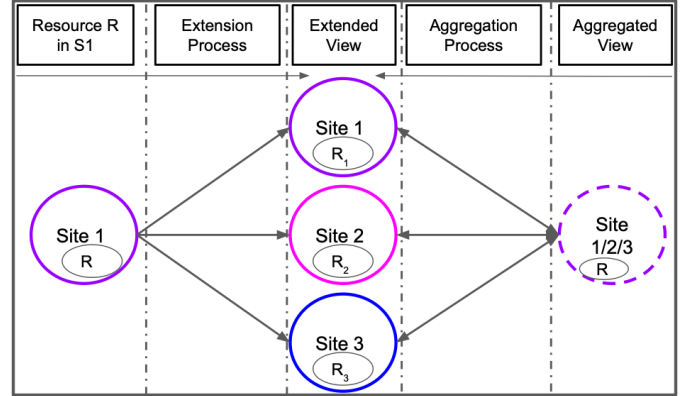 Resource R
in S1
Extension
Process
Extended
View
Aggregation
Process
Aggregated
View
Site 1
R1
Site 1
R
Site 2
R2
Site
1/2/3
R
Site 3
R3